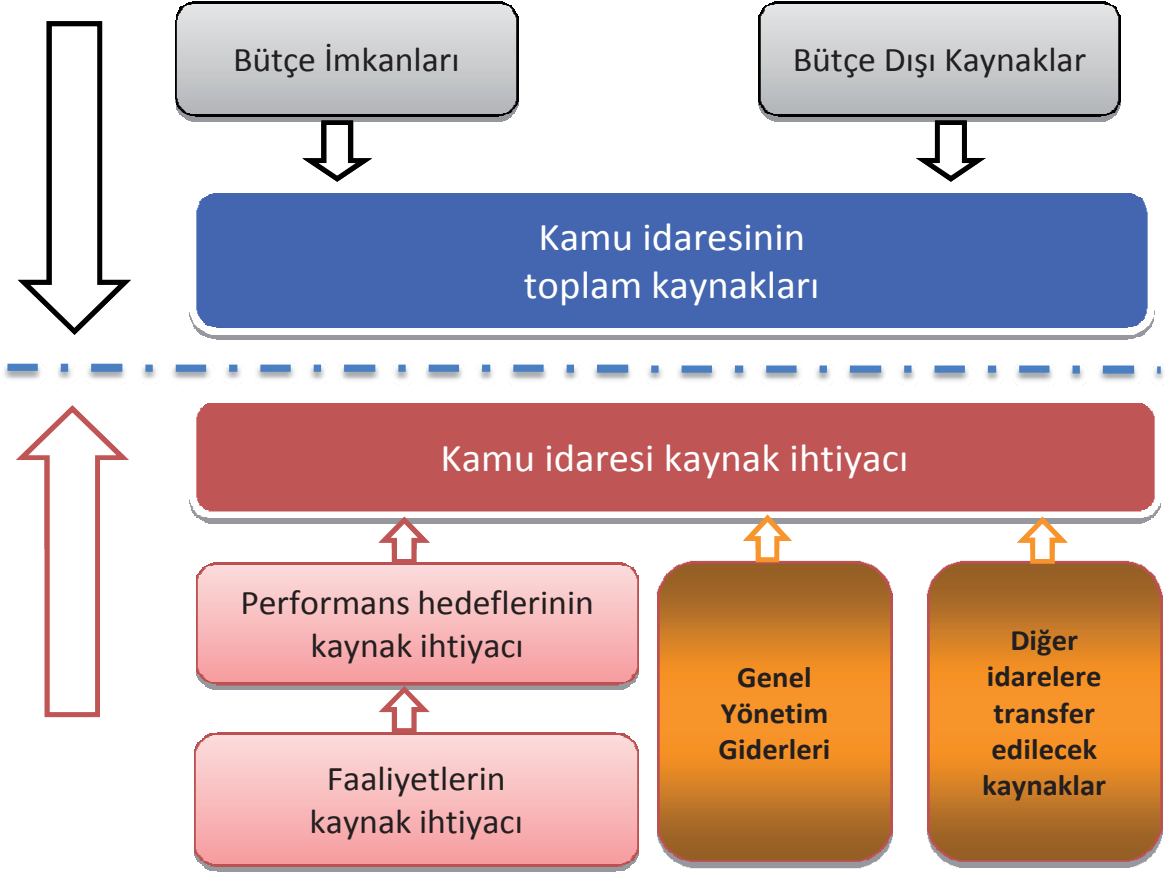 Bütçe İmkanları
Bütçe Dışı Kaynaklar
Kamu idaresinin
toplam kaynakları
Kamu idaresi kaynak ihtiyacı
Performans hedeflerinin
kaynak ihtiyacı
Faaliyetlerin
kaynak ihtiyacı
Genel
Yönetim
Giderleri
Diğer
idarelere
transfer
edilecek
kaynaklar